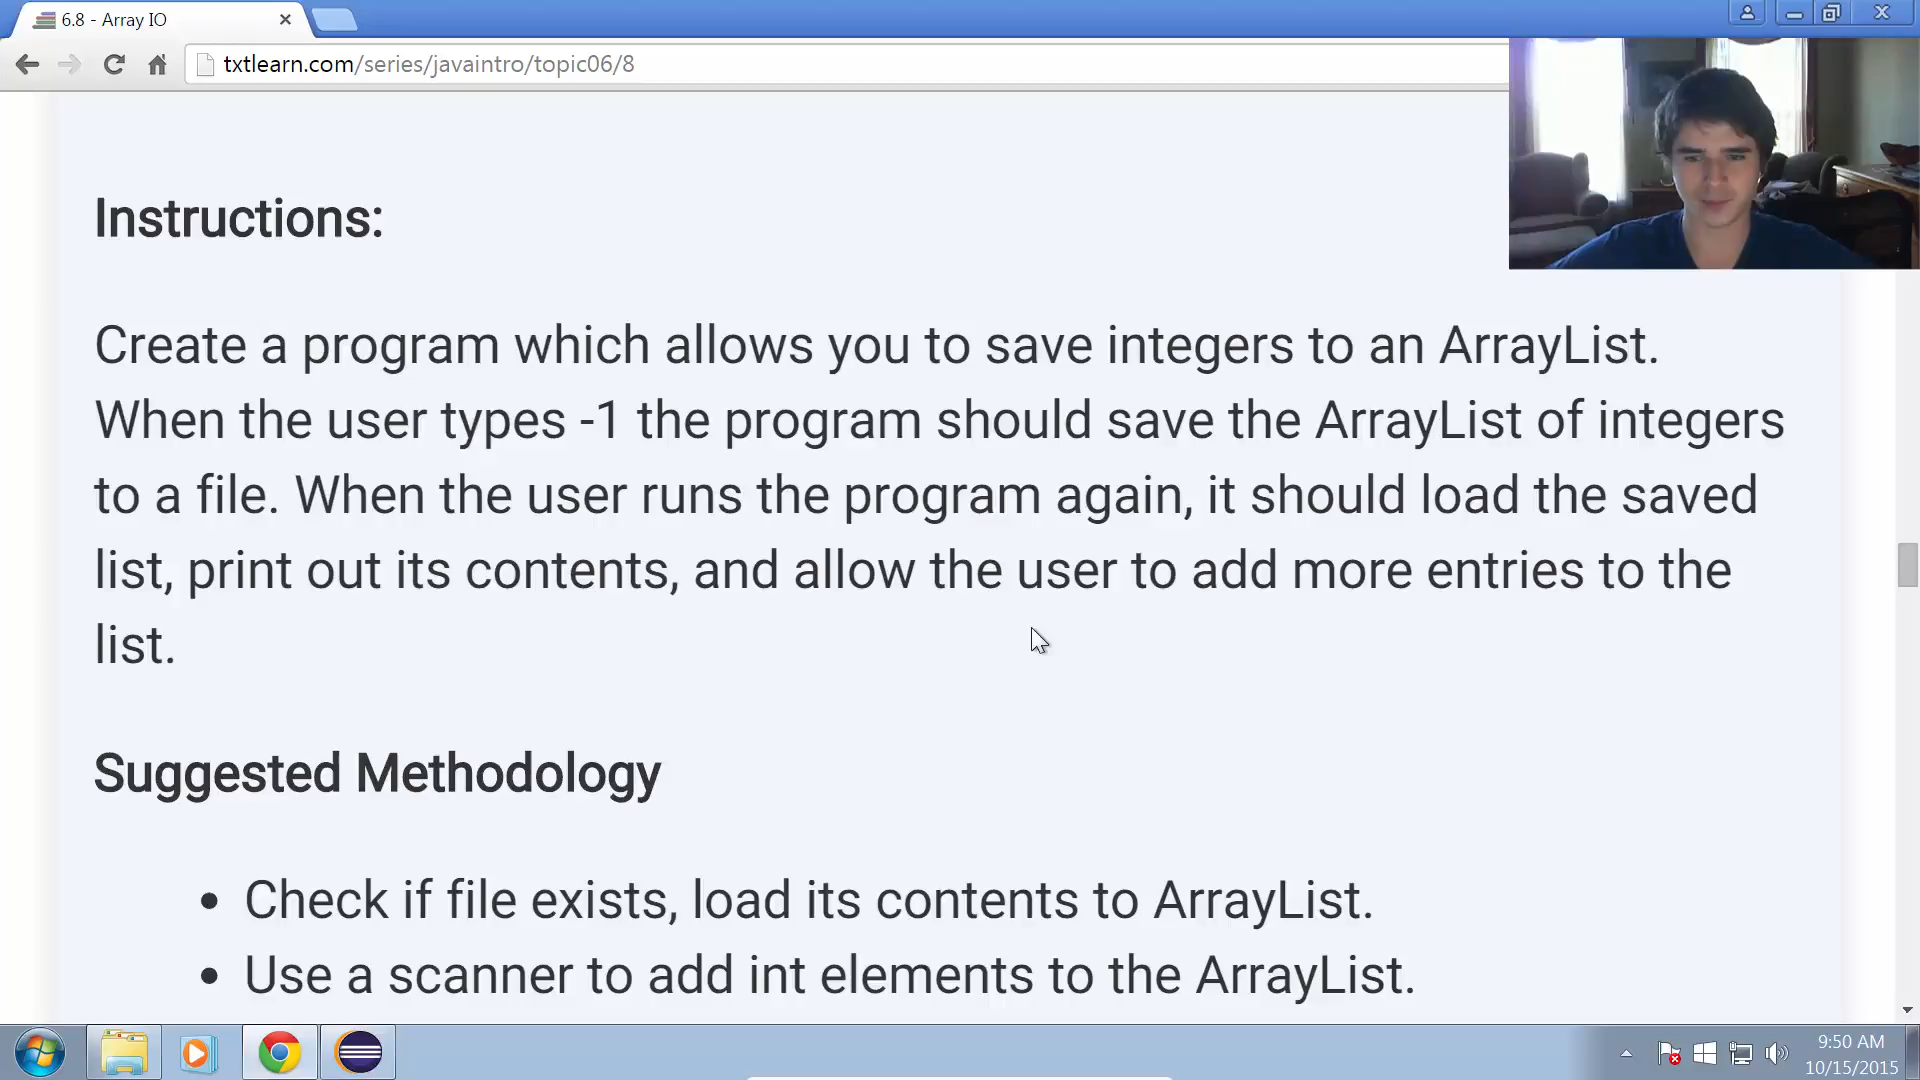 6.8 - Array IO
txtlearn.com/series/javaintro/topic06/8
Instructions:
Create a program which allows you to save integers to an ArrayList.
When the user types -1 the program should save the ArrayList of integers
to a file. When the user runs the program again, it should load the saved
list, print out its contents, and allow the user to add more entries to the
list.
Suggested Methodology
• Check if file exists, load its contents to ArrayList.
• Use a scanner to add int elements to the ArrayList.
9:50 AM
10/15/2015